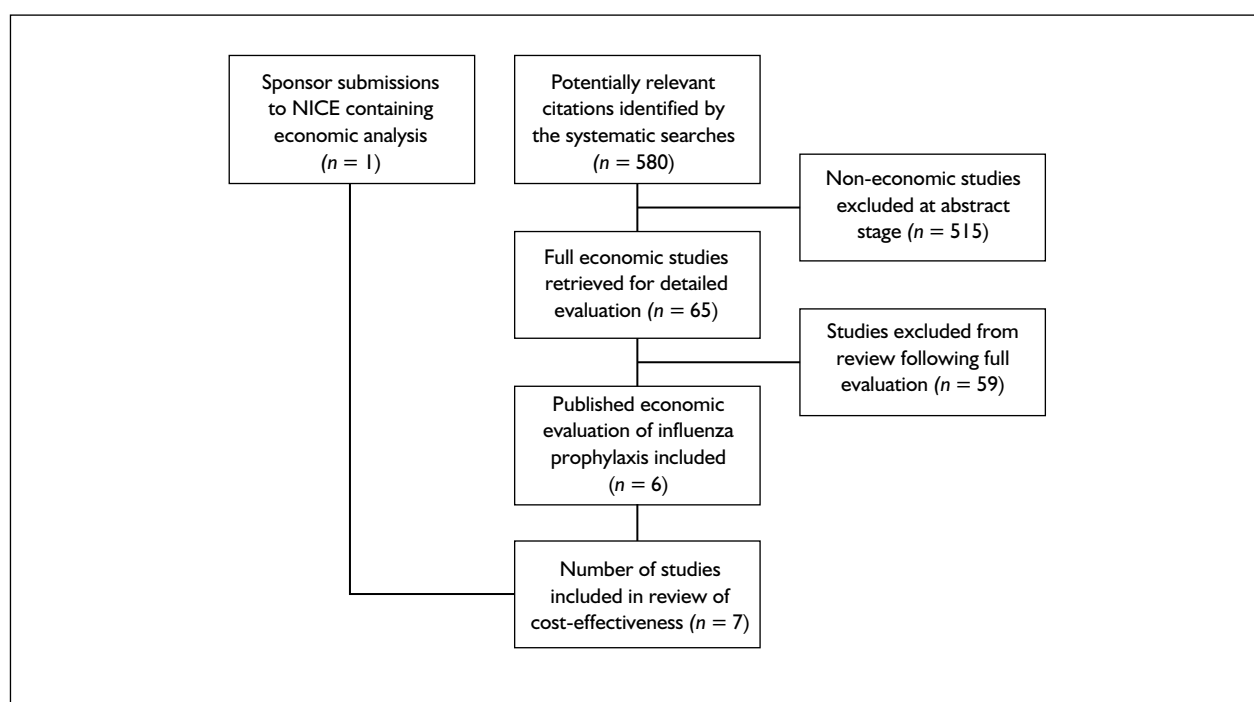 Sponsor submissions
to NICE containing
economic analysis
(n = 1)
Potentially relevant
citations identified by
the systematic searches
(n = 580)
Non-economic studies
excluded at abstract
stage (n = 515)
Full economic studies
retrieved for detailed
evaluation (n = 65)
Studies excluded from
review following full
evaluation (n = 59)
Published economic
evaluation of influenza
prophylaxis included
(n = 6)
Number of studies
included in review of
cost-effectiveness (n = 7)